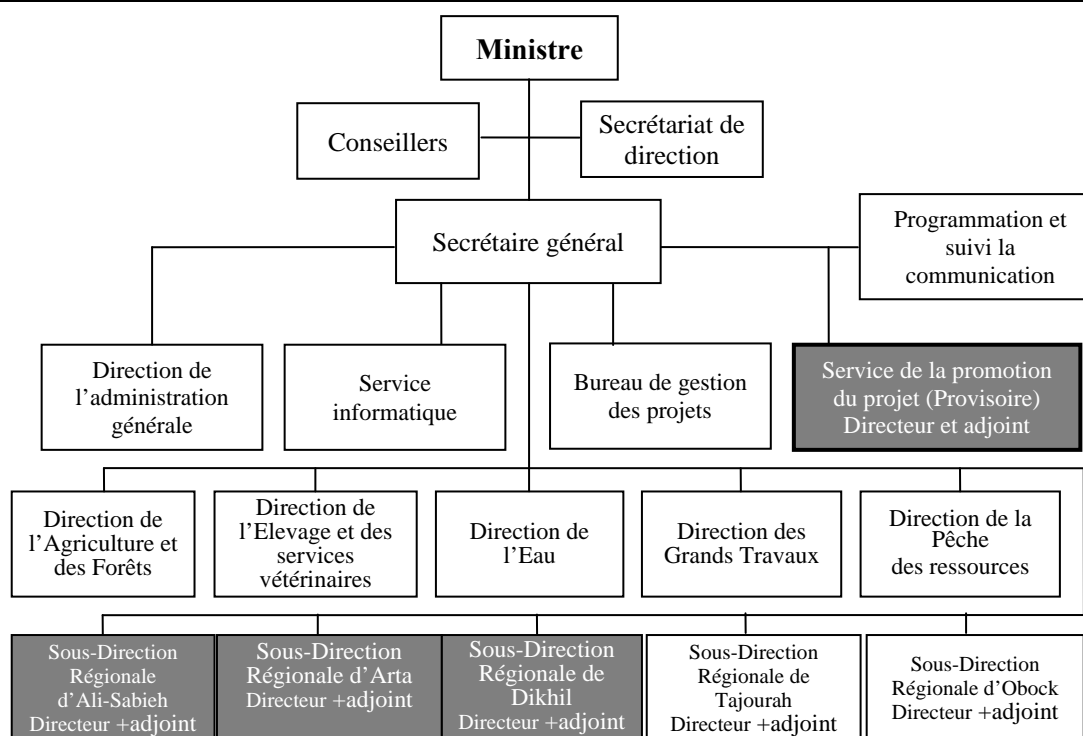 Ministre
Conseillers
Secrétariat de
direction
Secrétaire général
Programmation et
suivi la
communication
Direction de
l'administration
générale
Service
informatique
Bureau de gestion
des projets
Service de la promotion
du projet (Provisoire)
Directeur et adjoint
Direction de
l'Agriculture et
des Forêts
Direction de
l'Elevage et des
services
vétérinaires
Direction de
l'Eau
Direction des
Grands Travaux
Direction de la
Pêche
des ressources
Sous-Direction
Régionale
d'Ali-Sabieh
Directeur +adjoint
Sous-Direction
Régionale d'Arta
Directeur +adjoint
Sous-Direction
Régionale de
Dikhil
Directeur +adjoint
Sous-Direction
Régionale de
Tajourah
Directeur +adjoint
Sous-Direction
Régionale d'Obock
Directeur +adjoint